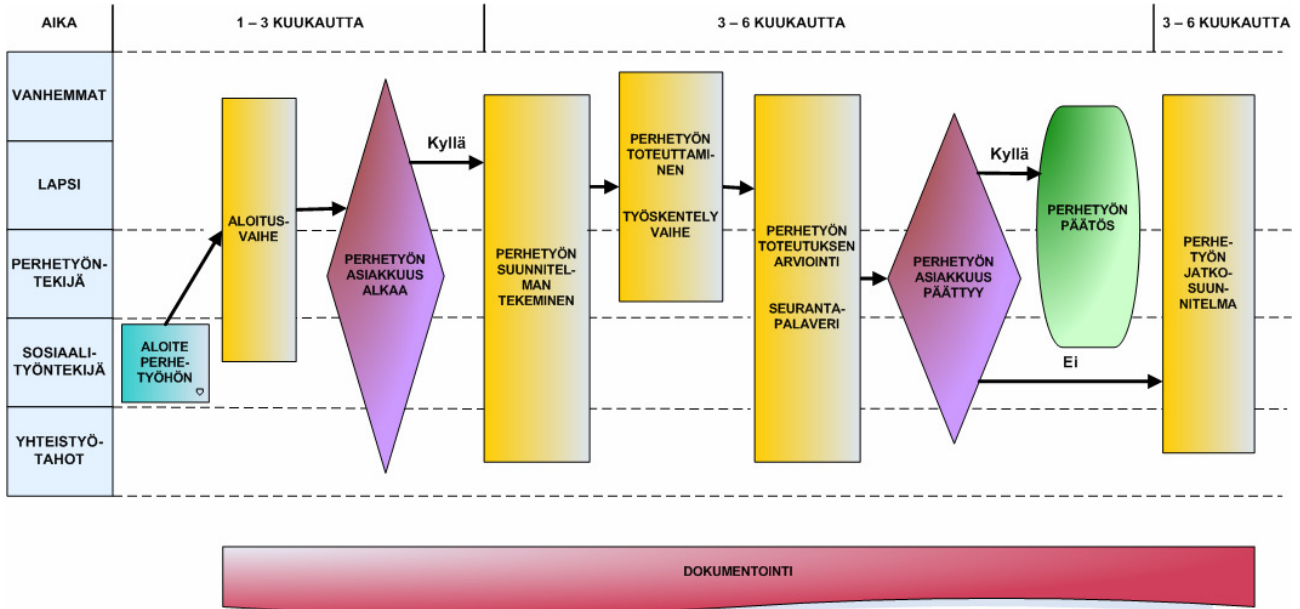 AIKA
1 – 3 KUUKAUTTA
3 – 6 KUUKAUTTA
3 – 6 KUUKAUTTA
VANHEMMAT
LAPSI
PERHETYÖN-
TEKIJÄ
SOSIAALI-
TYÖNTEKIJÄ
YHTEISTYÖ-
TAHOT
ALOITE
PERHE-
TYÖHÖN
ALOITUS-
VAIHE
PERHETYÖN
ASIAKKUUS
ALKAA
Kyllä
PERHETYÖN
SUUNNITEL-
MAN
TEKEMINEN
PERHETYÖN
TOTEUTTAMI-
NEN
TYÖSKENTELY
VAIHE
PERHETYÖN
TOTEUTUKSEN
ARVIOINTI
SEURANTA-
PALAVERI
PERHETYÖN
ASIAKKUUS
PÄÄTTYY
Kyllä
PERHETYÖN
PÄÄTÖS
Ei
PERHE-
TYÖN
JATKO-
SUUN-
NITELMA
DOKUMENTOINTI